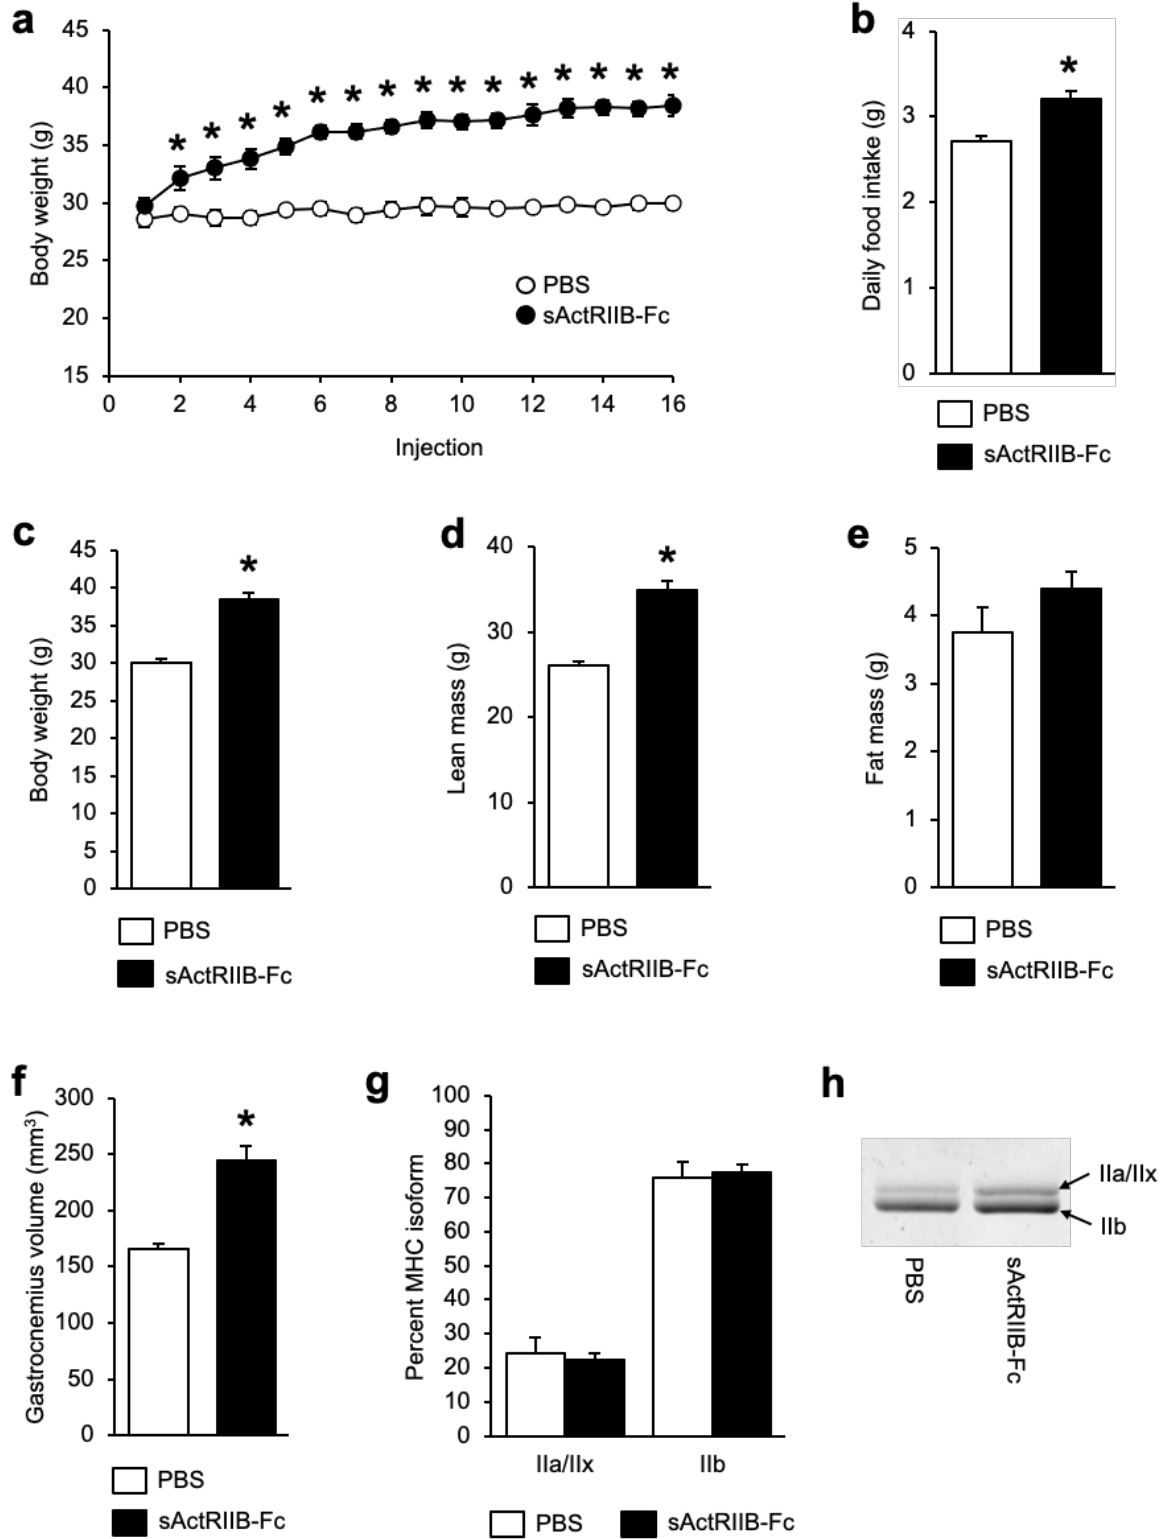 a
45
40
35
30
25
20
15
Body weight (g)
* * * * * * * * * * * * * * *
PBS
sActRIIB-Fc
0 2 4 6 8 10 12 14 16
Injection
b
4
3
2
1
0
Daily food intake (g)
*
PBS
sActRIIB-Fc
c
45
40
35
30
25
20
15
10
5
0
Body weight (g)
*
PBS
sActRIIB-Fc
d
40
30
20
10
0
Lean mass (g)
*
PBS
sActRIIB-Fc
e
5
4
3
2
1
0
Fat mass (g)
PBS
sActRIIB-Fc
f
300
250
200
150
100
50
0
Gastrocnemius volume (mm³)
*
PBS
sActRIIB-Fc
g
100
90
80
70
60
50
40
30
20
10
0
Percent MHC isoform
IIa/IIx IIb
PBS sActRIIB-Fc
h
IIa/IIx
IIb
PBS
sActRIIB-Fc